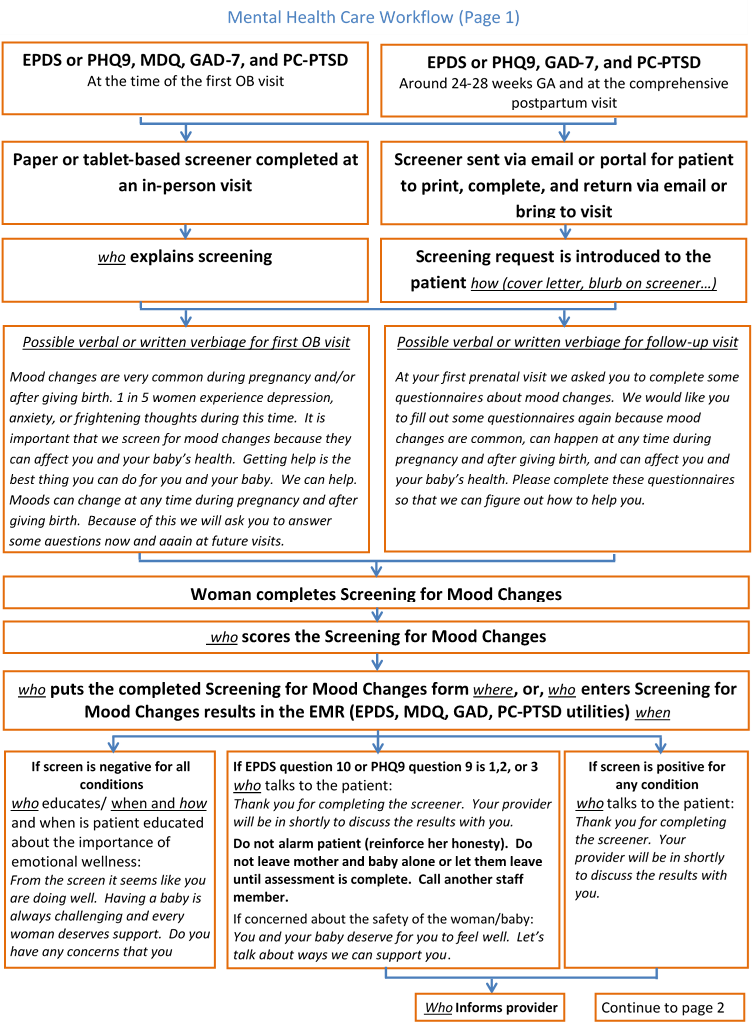 Mental Health Care Workflow (Page 1)
EPDS or PHQ9, MDQ, GAD-7, and PC-PTSD
At the time of the first OB visit
EPDS or PHQ9, GAD-7, and PC-PTSD
Around 24-28 weeks GA and at the comprehensive
postpartum visit
Paper or tablet-based screener completed at
an in-person visit
Screener sent via email or portal for patient
to print, complete, and return via email or
bring to visit
who explains screening
Screening request is introduced to the
patient how (cover letter, blurb on screener…)
Possible verbal or written verbiage for first OB visit
Mood changes are very common during pregnancy and/or
after giving birth. 1 in 5 women experience depression,
anxiety, or frightening thoughts during this time. It is
important that we screen for mood changes because they
can affect you and your baby's health. Getting help is the
best thing you can do for you and your baby. We can help.
Moods can change at any time during pregnancy and after
giving birth. Because of this we will ask you to answer
some questions now and again at future visits.
Possible verbal or written verbiage for follow-up visit
At your first prenatal visit we asked you to complete some
questionnaires about mood changes. We would like you
to fill out some questionnaires again because mood
changes are common, can happen at any time during
pregnancy and after giving birth, and can affect you and
your baby's health. Please complete these questionnaires
so that we can figure out how to help you.
Woman completes Screening for Mood Changes
who scores the Screening for Mood Changes
who puts the completed Screening for Mood Changes form where, or, who enters Screening for
Mood Changes results in the EMR (EPDS, MDQ, GAD, PC-PTSD utilities) when
If screen is negative for all
conditions
who educates/ when and how
and when is patient educated
about the importance of
emotional wellness:
From the screen it seems like you
are doing well. Having a baby is
always challenging and every
woman deserves support. Do you
have any concerns that you
If EPDS question 10 or PHQ9 question 9 is 1,2, or 3
who talks to the patient:
Thank you for completing the screener. Your provider
will be in shortly to discuss the results with you.
Do not alarm patient (reinforce her honesty). Do
not leave mother and baby alone or let them leave
until assessment is complete. Call another staff
member.
If concerned about the safety of the woman/baby:
You and your baby deserve for you to feel well. Let's
talk about ways we can support you.
If screen is positive for
any condition
who talks to the patient:
Thank you for completing
the screener. Your
provider will be in shortly
to discuss the results with
you.
Who Informs provider
Continue to page 2